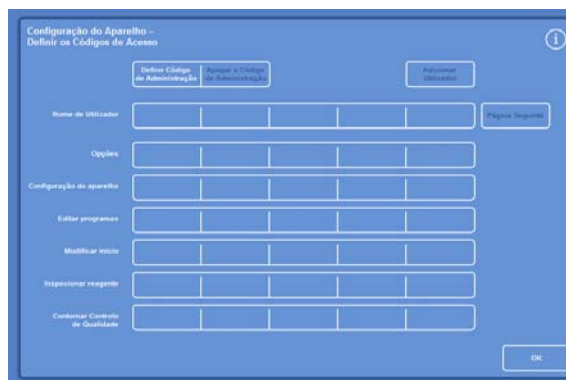 Configuração do Aparelho –
Definir os Códigos de Acesso
Definir Código
de Administração
Apagar o Código
de Administração
Adicionar
Utilizador
Nome de Utilizador
Página Seguinte
Opções
Configuração do aparelho
Editar programas
Modificar início
Inspecionar reagente
Contornar Controlo
de Qualidade
OK